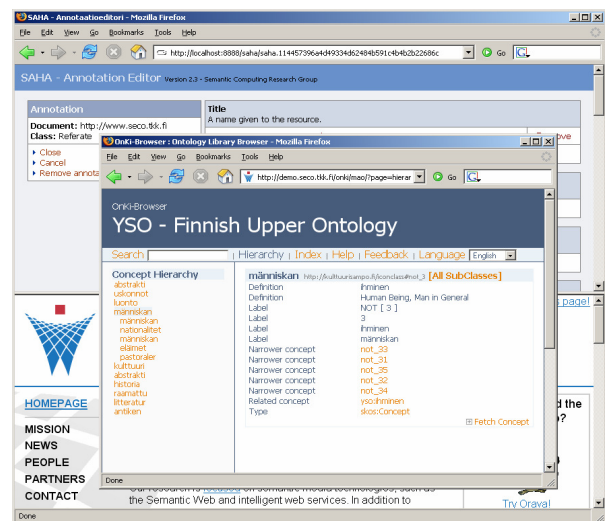 SAHA - Annotaatioeditori - Mozilla Firefox
File Edit View Go Bookmarks Tools Help
http://localhost:8888/saha/saha.114457396a4d49334d62484b591c4b4b2b22686c Go
SAHA - Annotation Editor Version 2.3 - Semantic Computing Research Group
Annotation
Document: http://www.seco.tkk.fi
Class: Referate
Close
Cancel
Remove annota
Title
A name given to the resource.
OnKi-Browser : Ontology Library Browser - Mozilla Firefox
File Edit View Go Bookmarks Tools Help
http://demo.seco.tkk.fi/onki/mao/?page=hierar Go
OnKi-Browser
YSO - Finnish Upper Ontology
Search | Hierarchy | Index | Help | Feedback | Language English
Concept Hierarchy
abstrakti
uskonnot
luonto
människan
människan
nationalitet
människan
eläimet
pastoraler
kulttuuri
abstrakti
historia
raamattu
litteratur
antiken
människan http://kulttuurisampo.fi/iconclass#not_3 [All SubClasses]
Definition ihminen
Definition Human Being, Man in General
Label NOT [ 3 ]
Label 3
Label ihminen
Label människan
Narrower concept not_33
Narrower concept not_31
Narrower concept not_35
Narrower concept not_32
Narrower concept not_34
Related concept yso:ihminen
Type skos:Concept
Fetch Concept
Done
page!
HOMEPAGE
MISSION
NEWS
PEOPLE
PARTNERS
CONTACT
d the
?
the Semantic Web and intelligent web services. In addition to
Try Orava!
Done